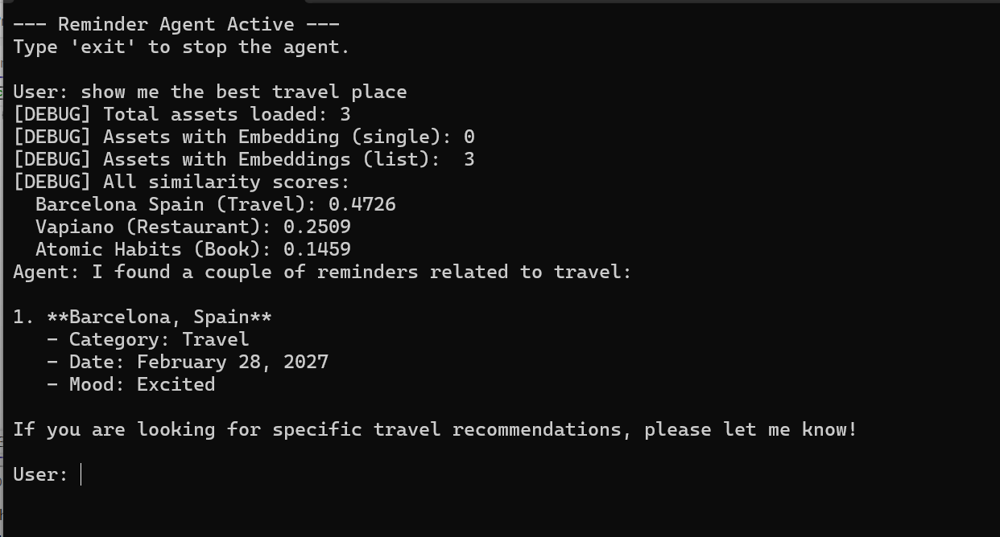 --- Reminder Agent Active ---
Type 'exit' to stop the agent.
User: show me the best travel place
[DEBUG] Total assets loaded: 3
[DEBUG] Assets with Embedding (single): 0
[DEBUG] Assets with Embeddings (list):  3
[DEBUG] All similarity scores:
  Barcelona Spain (Travel): 0.4726
  Vapiano (Restaurant): 0.2509
  Atomic Habits (Book): 0.1459
Agent: I found a couple of reminders related to travel:
1. **Barcelona, Spain**
   - Category: Travel
   - Date: February 28, 2027
   - Mood: Excited
If you are looking for specific travel recommendations, please let me know!
User: